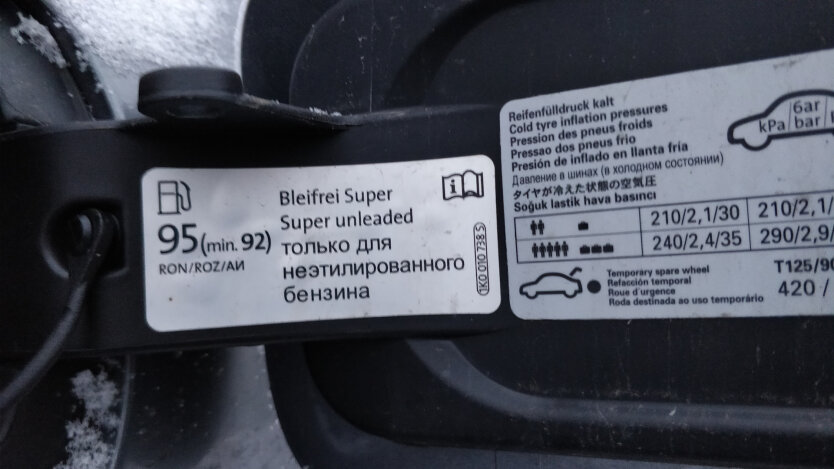 95 (min. 92)
RON/ROZ/АИ
Bleifrei Super
Super unleaded
только для
неэтилированного
бензина
1K0 010 738 S
Reifenfülldruck kalt
Cold tyre inflation pressures
Pression des pneus froids
Pressao dos pneus frio
Presión de inflado en llanta fría
Давление в шинах (в холодном состоянии)
タイヤが冷えた状態の空気圧
Soğuk lastik hava basıncı
kPa bar
210/2,1/30 210/2,1/
240/2,4/35 290/2,9/
Temporary spare wheel
Refacción temporal
Roue d'urgence
Roda destinada ao uso temporário
T125/90
420 /